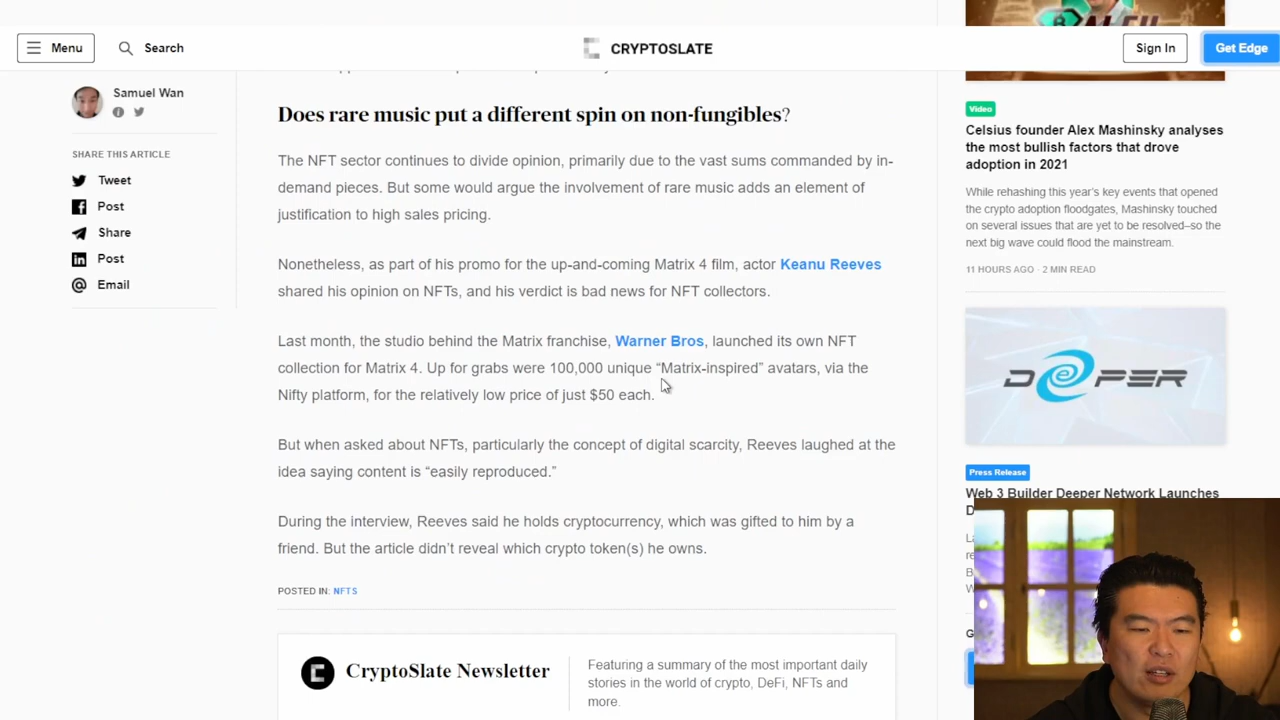 Menu
Search
CRYPTOSLATE
Sign In
Get Edge
Samuel Wan
SHARE THIS ARTICLE
Tweet
Post
Share
Post
Email
Does rare music put a different spin on non-fungibles?
The NFT sector continues to divide opinion, primarily due to the vast sums commanded by in-
demand pieces. But some would argue the involvement of rare music adds an element of
justification to high sales pricing.
Nonetheless, as part of his promo for the up-and-coming Matrix 4 film, actor Keanu Reeves
shared his opinion on NFTs, and his verdict is bad news for NFT collectors.
Last month, the studio behind the Matrix franchise, Warner Bros, launched its own NFT
collection for Matrix 4. Up for grabs were 100,000 unique “Matrix-inspired” avatars, via the
Nifty platform, for the relatively low price of just $50 each.
But when asked about NFTs, particularly the concept of digital scarcity, Reeves laughed at the
idea saying content is “easily reproduced.”
During the interview, Reeves said he holds cryptocurrency, which was gifted to him by a
friend. But the article didn’t reveal which crypto token(s) he owns.
POSTED IN: NFTS
CryptoSlate Newsletter
Featuring a summary of the most important daily
stories in the world of crypto, DeFi, NFTs and
more.
Video
Celsius founder Alex Mashinsky analyses
the most bullish factors that drove
adoption in 2021
While rehashing this year’s key events that opened
the crypto adoption floodgates, Mashinsky touched
on several issues that are yet to be resolved–so the
next big wave could flood the mainstream.
11 HOURS AGO · 2 MIN READ
DEEPER
Press Release
Web 3 Builder Deeper Network Launches